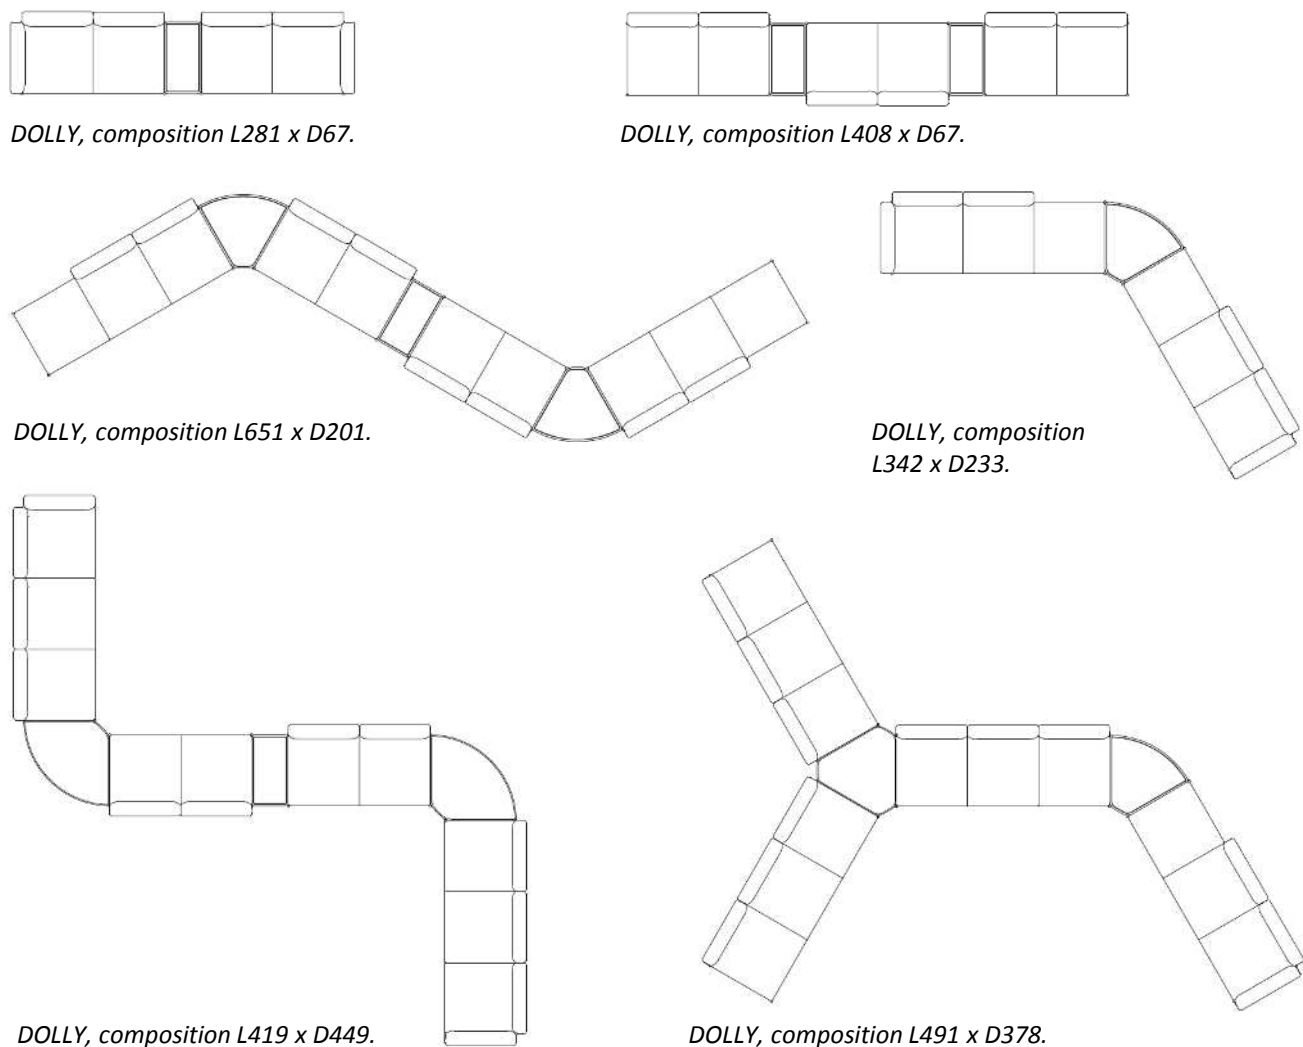 DOLLY, composition L281 x D67.
DOLLY, composition L408 x D67.
DOLLY, composition L651 x D201.
DOLLY, composition
L342 x D233.
DOLLY, composition L419 x D449.
DOLLY, composition L491 x D378.